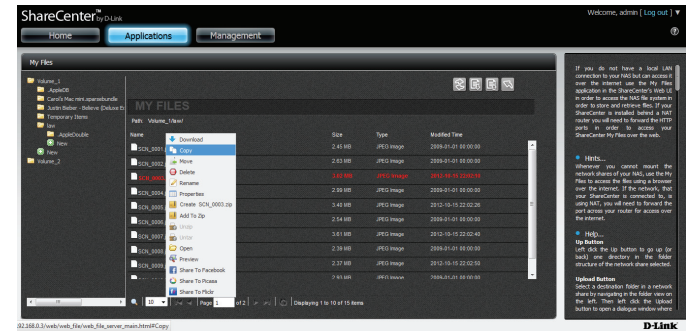 ShareCenter™ by D-Link
Welcome, admin [ Log out ] ▼
Home
Applications
Management
My Files
Volume_1
.AppleDB
Carol's Mac mini.sparsebundle
Justin Bieber - Believe (Deluxe E
Temporary Items
law
.AppleDouble
New
New
Volume_2
MY FILES
Path: Volume_1/law/
Name
Size
Type
Modified Time
SCN_0001.j
2.45 MB
JPEG Image
2009-01-01 00:00:00
SCN_0002.j
2.63 MB
JPEG Image
2009-01-01 00:00:00
JPEG Image
2012-10-15 22:02:50
SCN_0004.j
2.98 MB
JPEG Image
2009-01-01 00:00:00
SCN_0005.j
3.40 MB
JPEG Image
2012-10-15 22:02:26
SCN_0006.j
2.54 MB
JPEG Image
2009-01-01 00:00:00
SCN_0007.j
JPEG Image
2012-10-15 22:02:40
SCN_0008.j
2.39 MB
JPEG Image
2009-01-01 00:00:00
SCN_0009.j
2.37 MB
JPEG Image
2012-10-15 22:02:56
2.93 MB
JPEG Image
2009-01-01 00:00:00
Download
Copy
Move
Delete
Rename
Properties
Create SCN_0003.zip
Add To Zip
Unzip
Untar
Open
Preview
Share To Facebook
Share To Picasa
Share To Flickr
10
Page 1 of 2
Displaying 1 to 10 of 15 items
If you do not have a local LAN
connection to your NAS but can access it
over the internet use the My Files
application in the ShareCenter's Web UI
in order to access the NAS file system in
order to store and retrieve files. If your
ShareCenter is installed behind a NAT
router you will need to forward the HTTP
ports in order to access your
ShareCenter My Files over the web.
Hints...
Whenever you cannot mount the
network shares of your NAS, use the My
Files to access the files using a browser
over the internet. If the network, that
your ShareCenter is connected to, is
using NAT, you will need to forward the
port across your router for access over
the internet.
Help...
Up Button
Left click the Up button to go up (or
back) one directory in the folder
structure of the network share selected.
Upload Button
Select a destination folder in a network
share by navigating in the folder view on
the left. Then left click the Upload
button to open a dialogue window where
92.168.0.3/web/web_file/web_file_server_main.html#Copy
D-Link